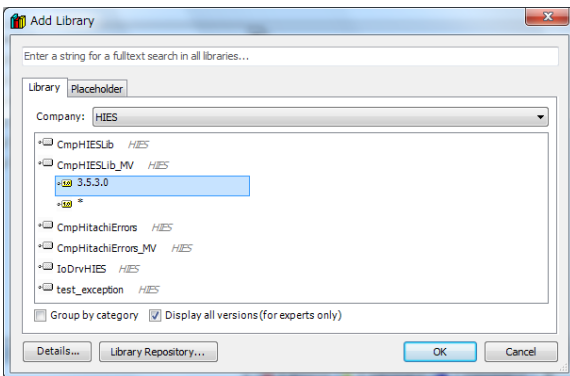 Add Library
Enter a string for a fulltext search in all libraries...
Library Placeholder
Company: HIES
CmpHIESLib HIES
CmpHIESLib_MV HIES
3.5.3.0
*
CmpHitachiErrors HIES
CmpHitachiErrors_MV HIES
IoDrvHIES HIES
test_exception HIES
Group by category Display all versions(for experts only)
Details... Library Repository... OK Cancel